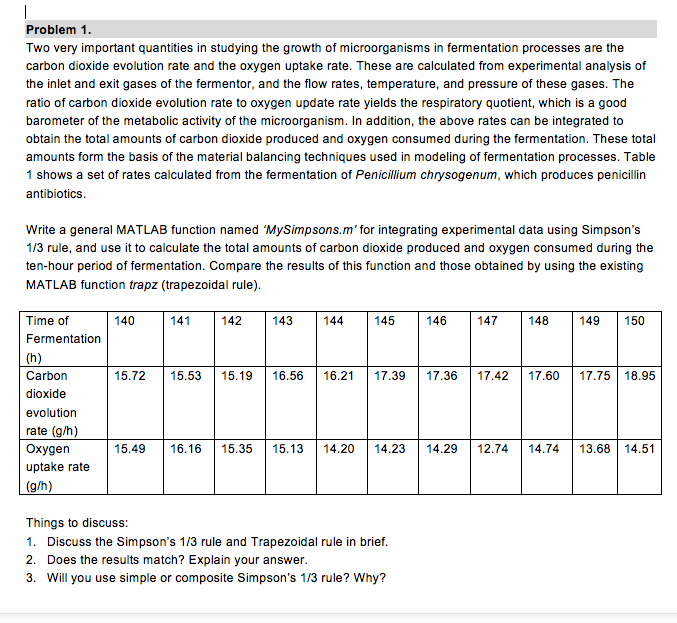 Problem 1.
Two very important quantities in studying the growth of microorganisms in fermentation processes are the
carbon dioxide evolution rate and the oxygen uptake rate. These are calculated from experimental analysis of
the inlet and exit gases of the fermentor, and the flow rates, temperature, and pressure of these gases. The
ratio of carbon dioxide evolution rate to oxygen update rate yields the respiratory quotient, which is a good
barometer of the metabolic activity of the microorganism. In addition, the above rates can be integrated to
obtain the total amounts of carbon dioxide produced and oxygen consumed during the fermentation. These total
amounts form the basis of the material balancing techniques used in modeling of fermentation processes. Table
1 shows a set of rates calculated from the fermentation of Penicillium chrysogenum, which produces penicillin
antibiotics.
Write a general MATLAB function named 'MySimpsons.m' for integrating experimental data using Simpson's
1/3 rule, and use it to calculate the total amounts of carbon dioxide produced and oxygen consumed during the
ten-hour period of fermentation. Compare the results of this function and those obtained by using the existing
MATLAB function trapz (trapezoidal rule).
Time of 140 141 142 143 144 145 146 147 148 149 150
Fermentation
(h)
Carbon 15.72 15.53 15.19 16.56 16.21 17.39 17.36 17.42 17.60 17.75 18.95
dioxide
evolution
rate (g/h)
Oxygen 15.49 16.16 15.35 15.13 14.20 14.23 14.29 12.74 14.74 13.68 14.51
uptake rate
(g/h)
Things to discuss:
1. Discuss the Simpson's 1/3 rule and Trapezoidal rule in brief.
2. Does the results match? Explain your answer.
3. Will you use simple or composite Simpson's 1/3 rule? Why?